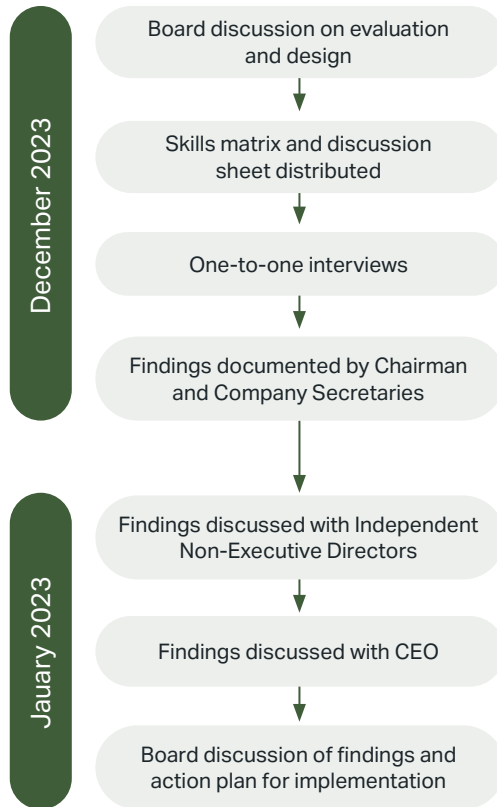 December 2023
Board discussion on evaluation
and design
Skills matrix and discussion
sheet distributed
One-to-one interviews
Findings documented by Chairman
and Company Secretaries
Jauary 2023
Findings discussed with Independent
Non-Executive Directors
Findings discussed with CEO
Board discussion of findings and
action plan for implementation